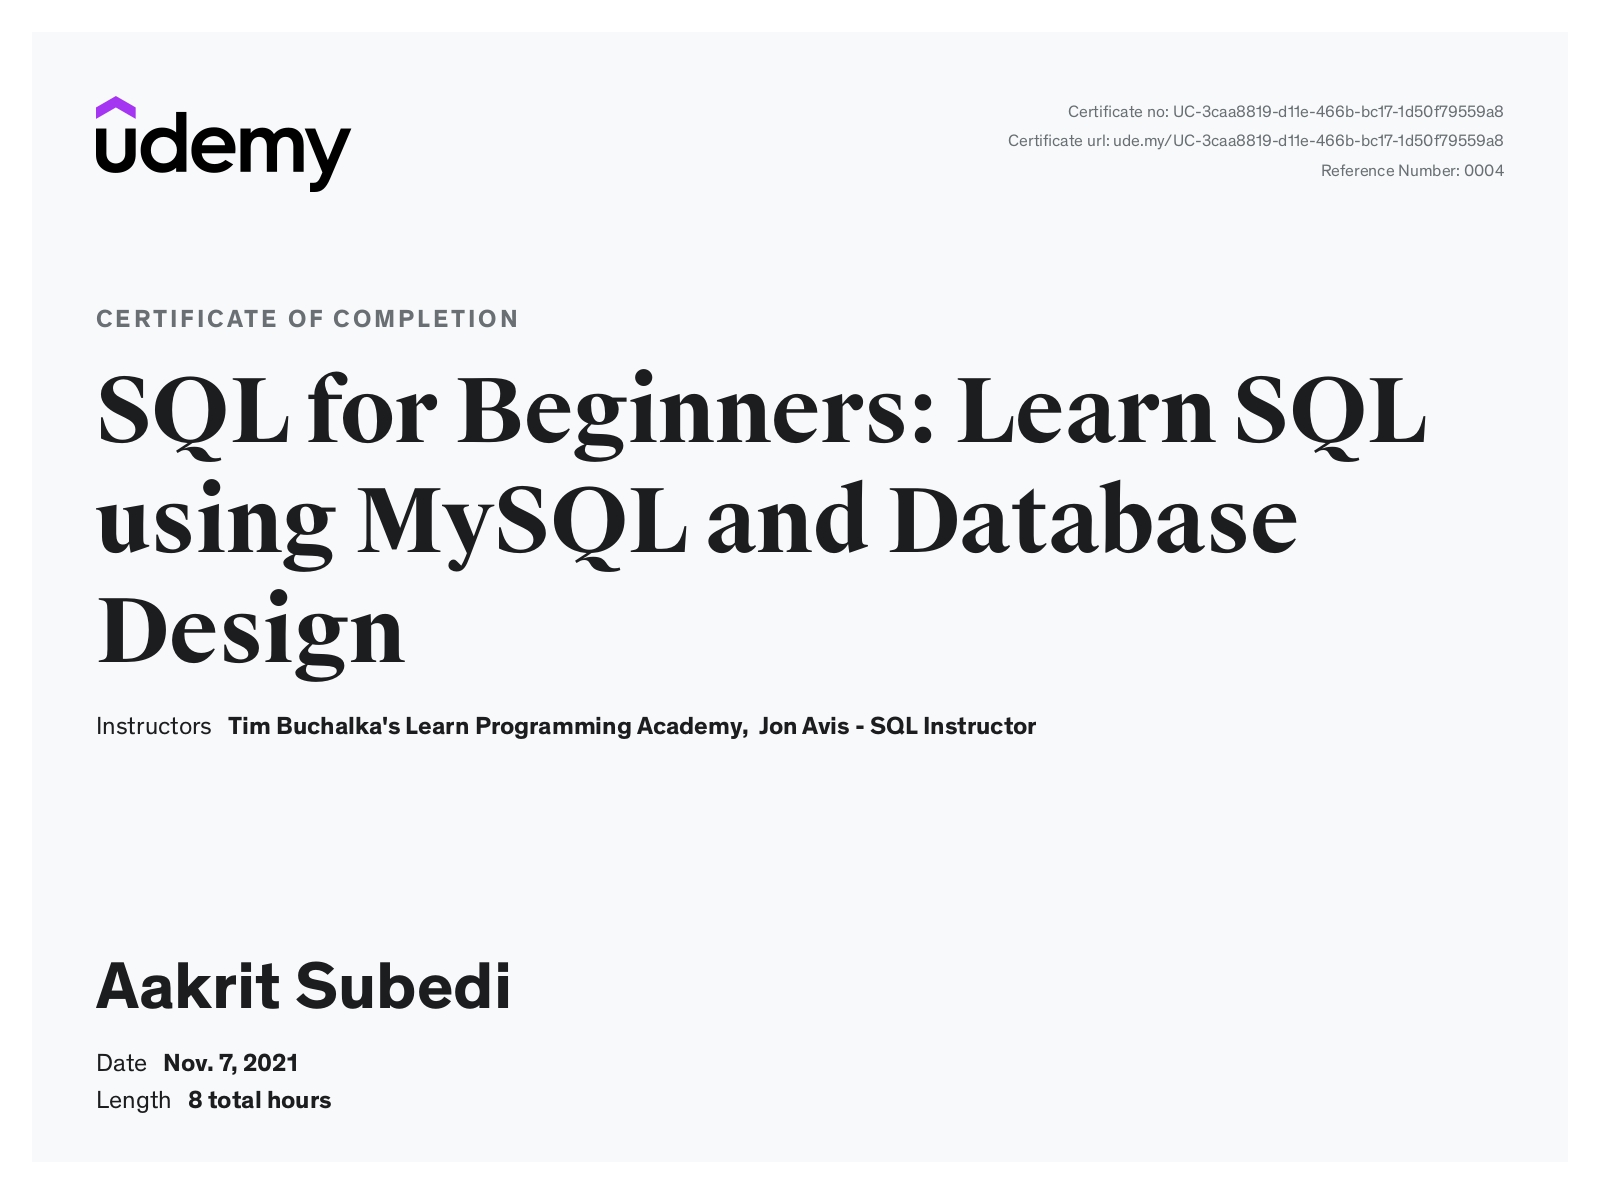 udemy
Certificate no: UC-3caa8819-d11e-466b-bc17-1d50f79559a8
Certificate url: ude.my/UC-3caa8819-d11e-466b-bc17-1d50f79559a8
Reference Number: 0004
CERTIFICATE OF COMPLETION
SQL for Beginners: Learn SQL
using MySQL and Database
Design
Instructors Tim Buchalka's Learn Programming Academy, Jon Avis - SQL Instructor
Aakrit Subedi
Date Nov. 7, 2021
Length 8 total hours